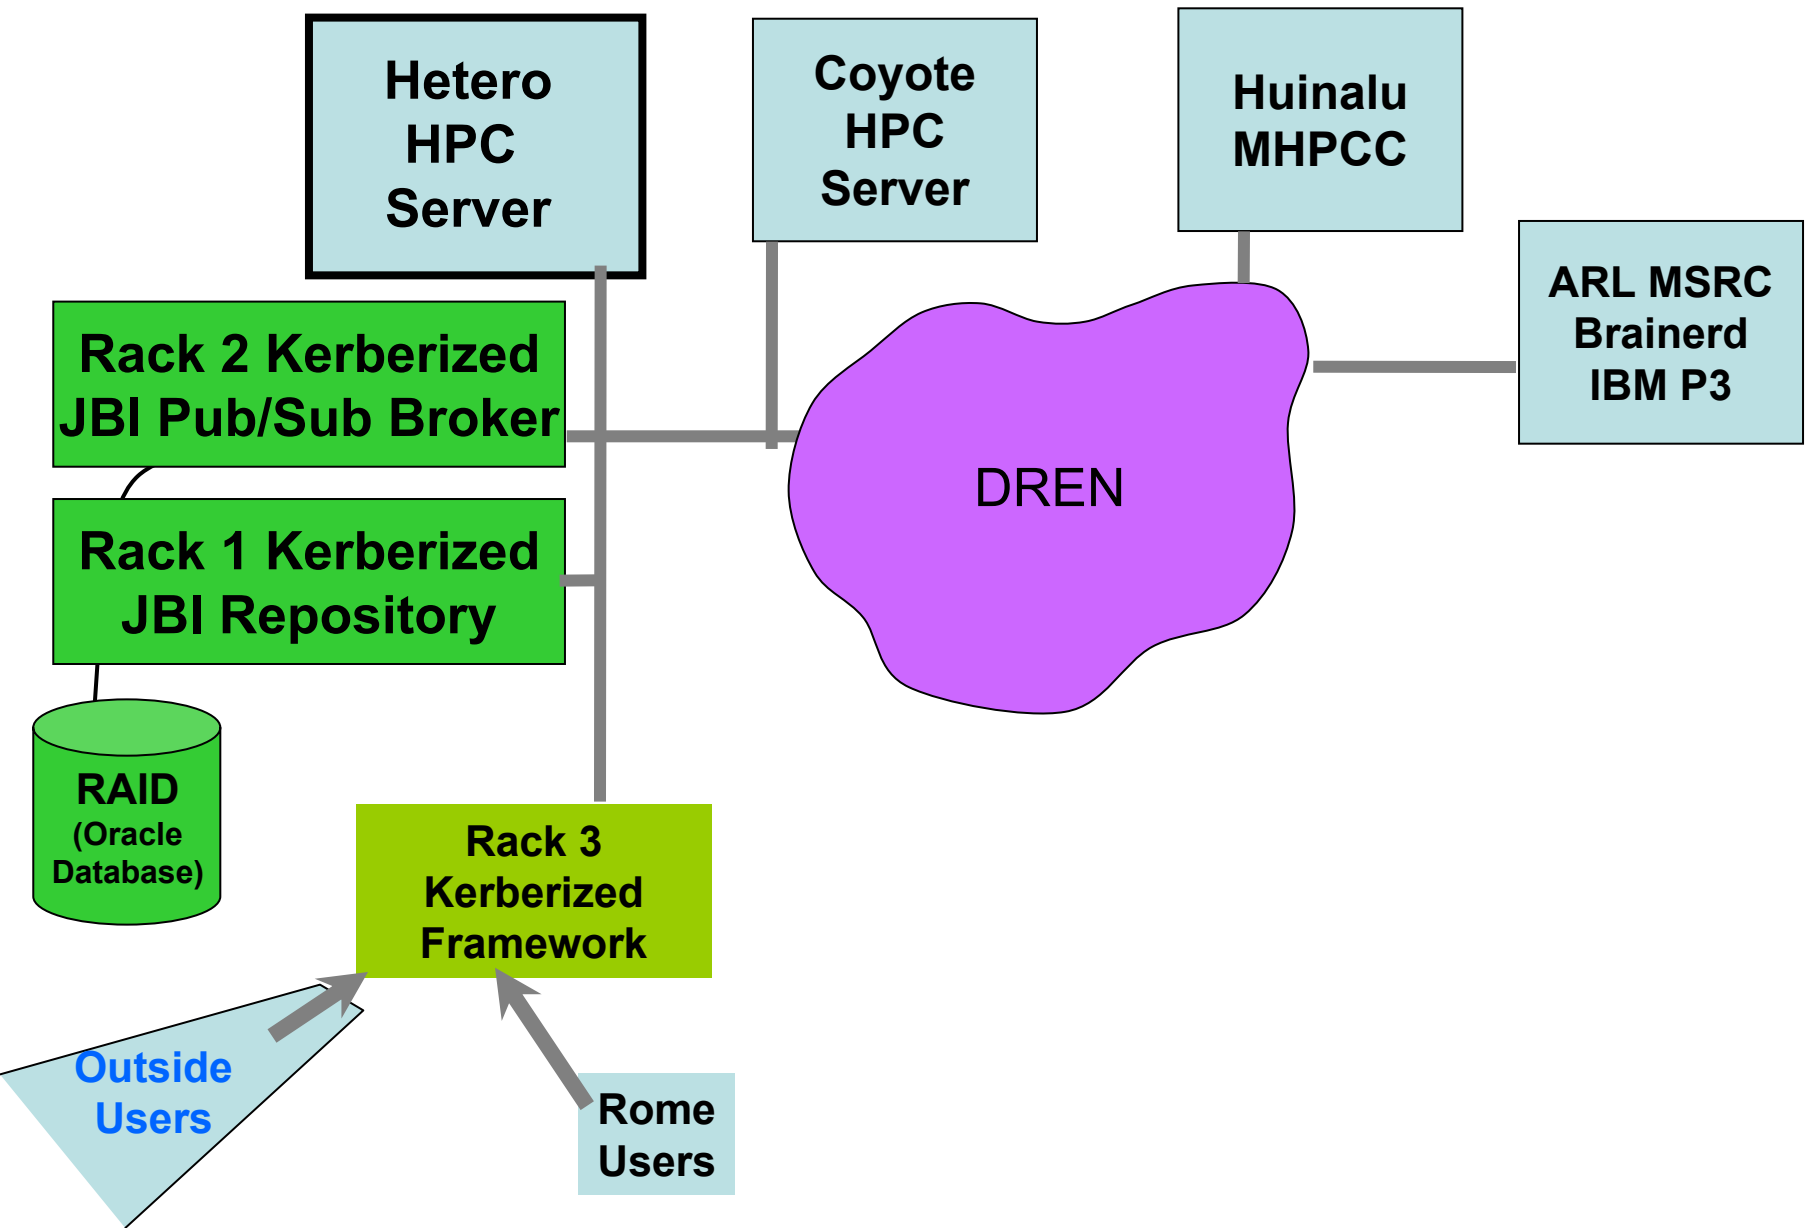 Hetero
HPC
Server
Coyote
HPC
Server
Huinalu
MHPCC
ARL MSRC
Brainerd
IBM P3
Rack 2 Kerberized
JBI Pub/Sub Broker
DREN
Rack 1 Kerberized
JBI Repository
RAID
(Oracle
Database)
Rack 3
Kerberized
Framework
Outside
Users
Rome
Users